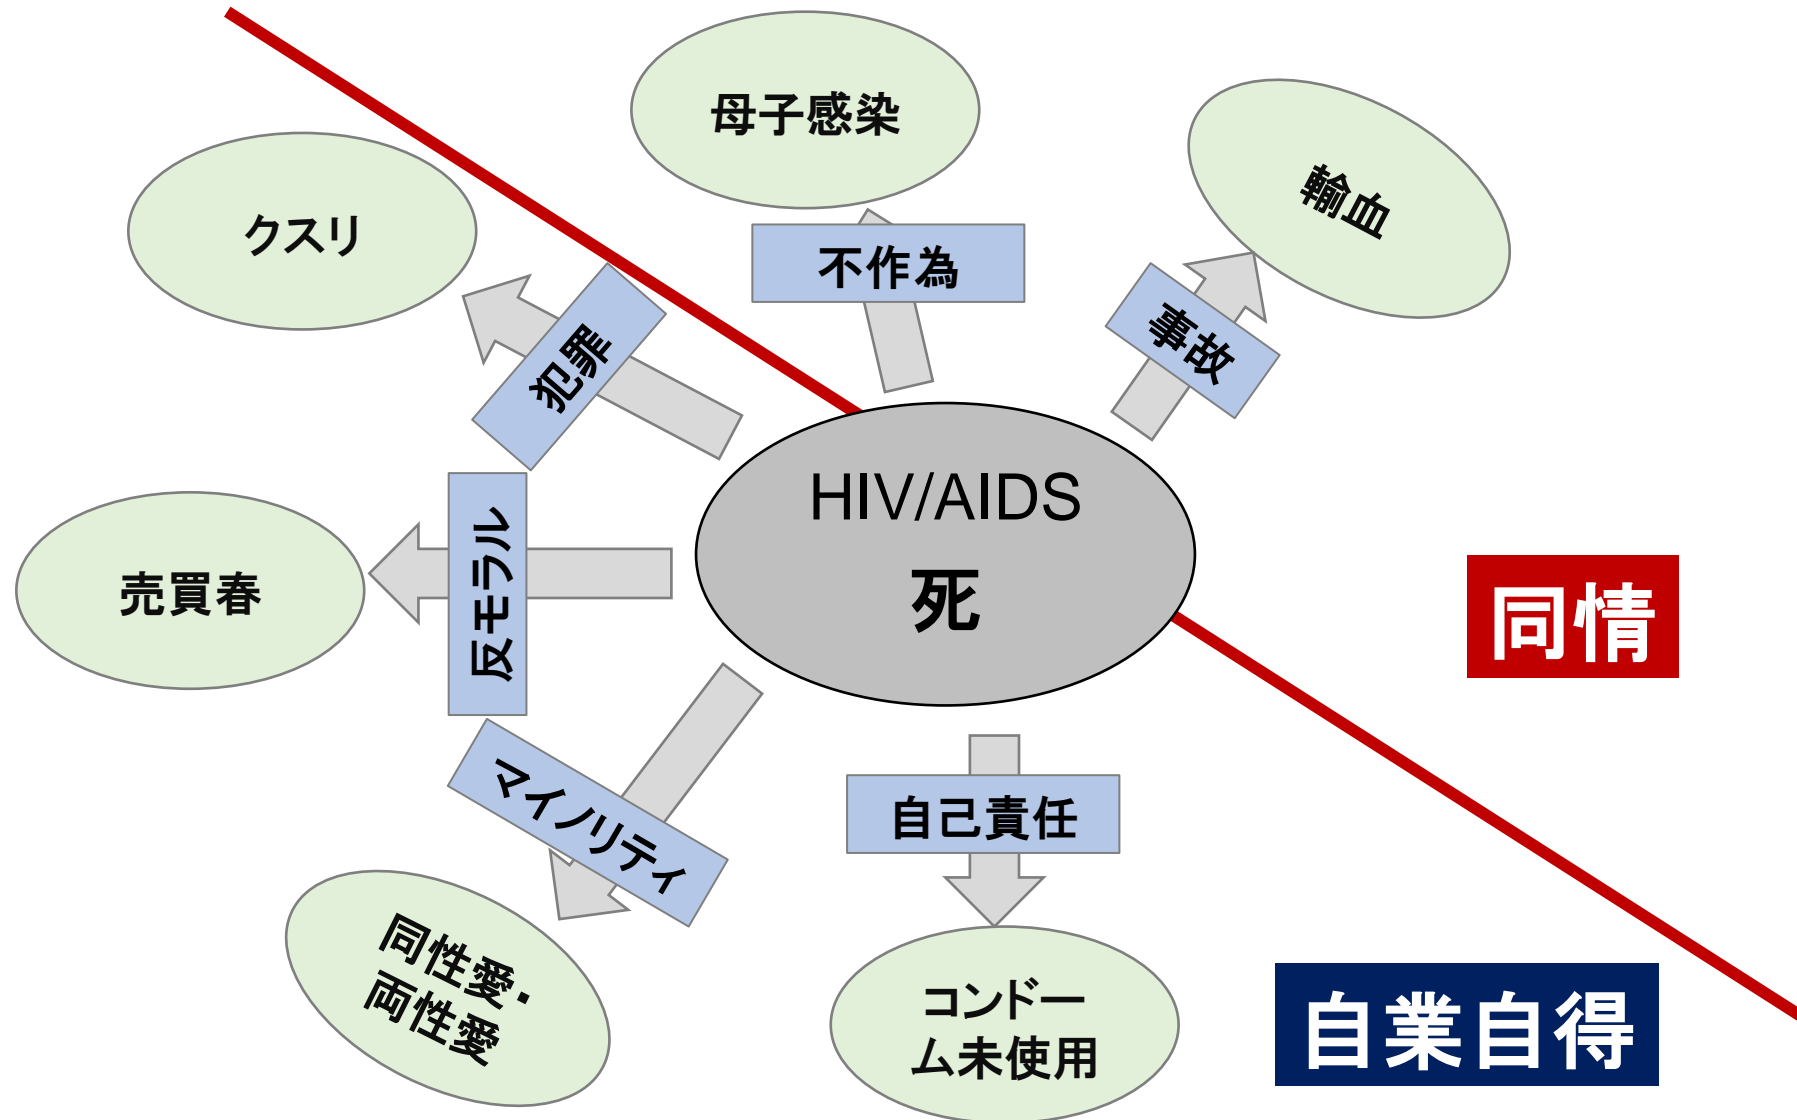 母子感染
輸血
クスリ
不作為
事故
犯罪
HIV/AIDS
死
反モラル
売買春
同情
マイノリティ
自己責任
同性愛・
両性愛
コンドー
ム未使用
自業自得